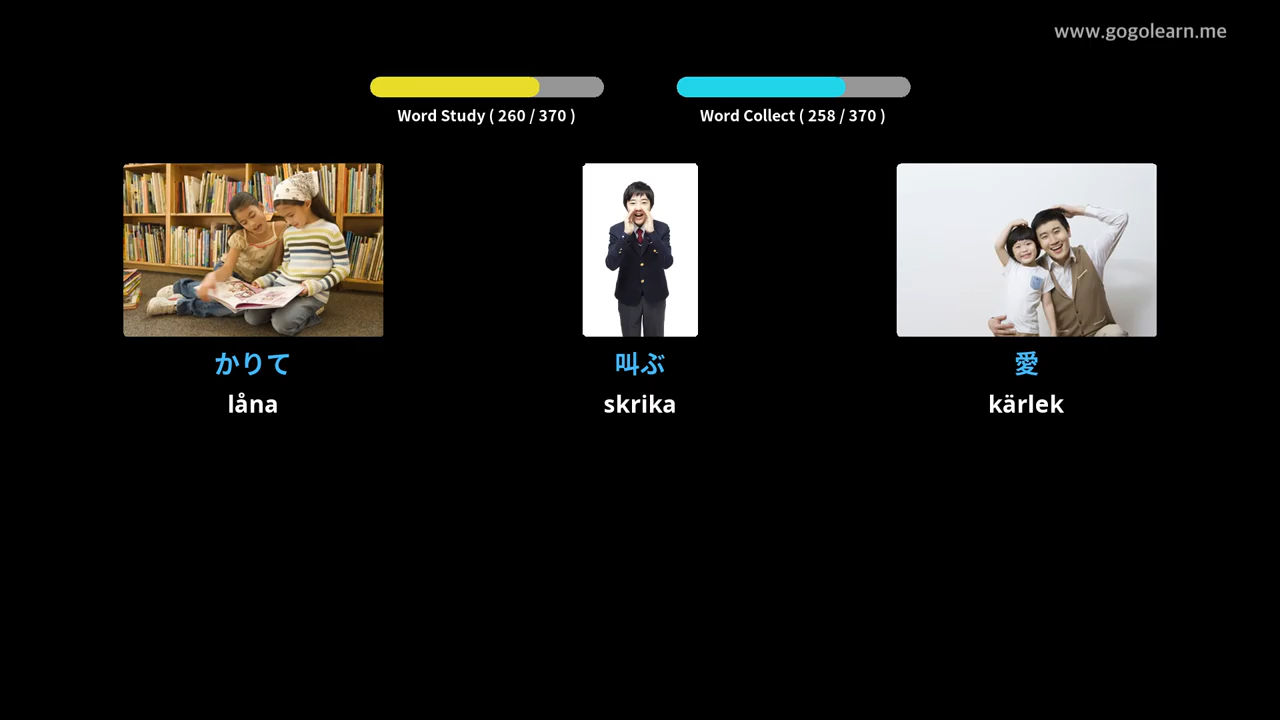 www.gogolearn.me
Word Study ( 260 / 370 )
Word Collect ( 258 / 370 )
かりて
叫ぶ
愛
låna
skrika
kärlek